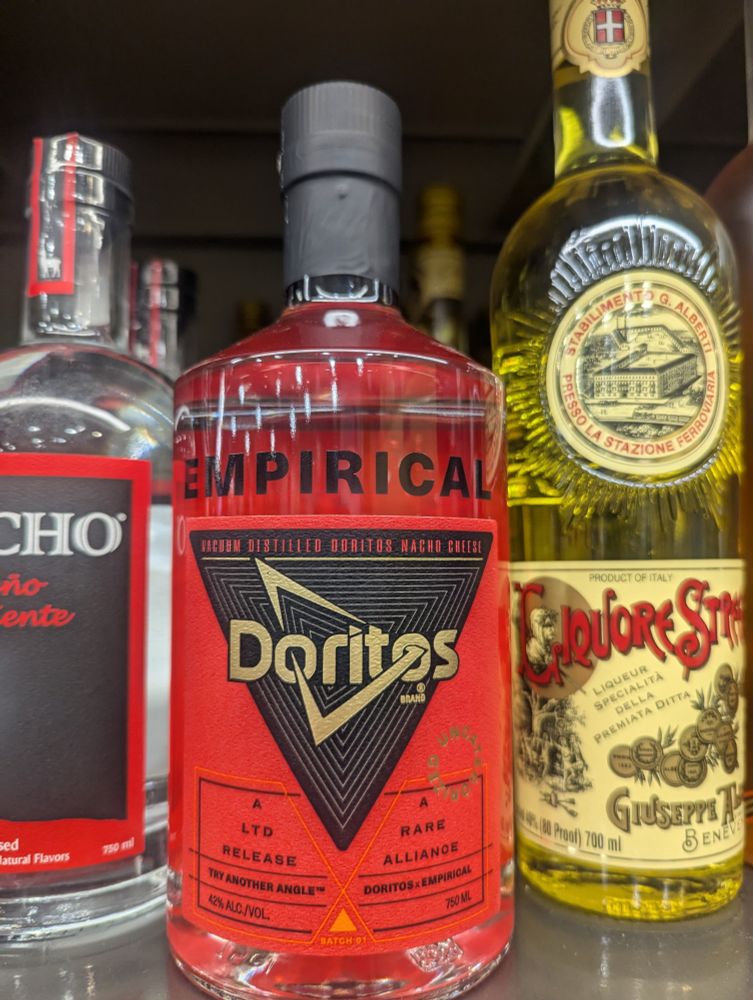 CHO®
ño
iente
sed
Natural Flavors
750 ml
EMPIRICAL
VACUUM DISTILLED DORITOS NACHO CHEESE
Doritos
®
BRAND
A
LTD
RELEASE
TRY ANOTHER ANGLE™
42% ALC./VOL.
A
RARE
ALLIANCE
DORITOS x EMPIRICAL
750 ML
BATCH 01
STABILIMENTO G. ALBERTI
PRESSO LA STAZIONE FERROVIARIA
PRODUCT OF ITALY
LIQUORE STR
LIQUEUR
SPECIALITÀ
DELLA
PREMIATA DITTA
GIUSEPPE A
BENEVE
40% (80 Proof) 700 ml